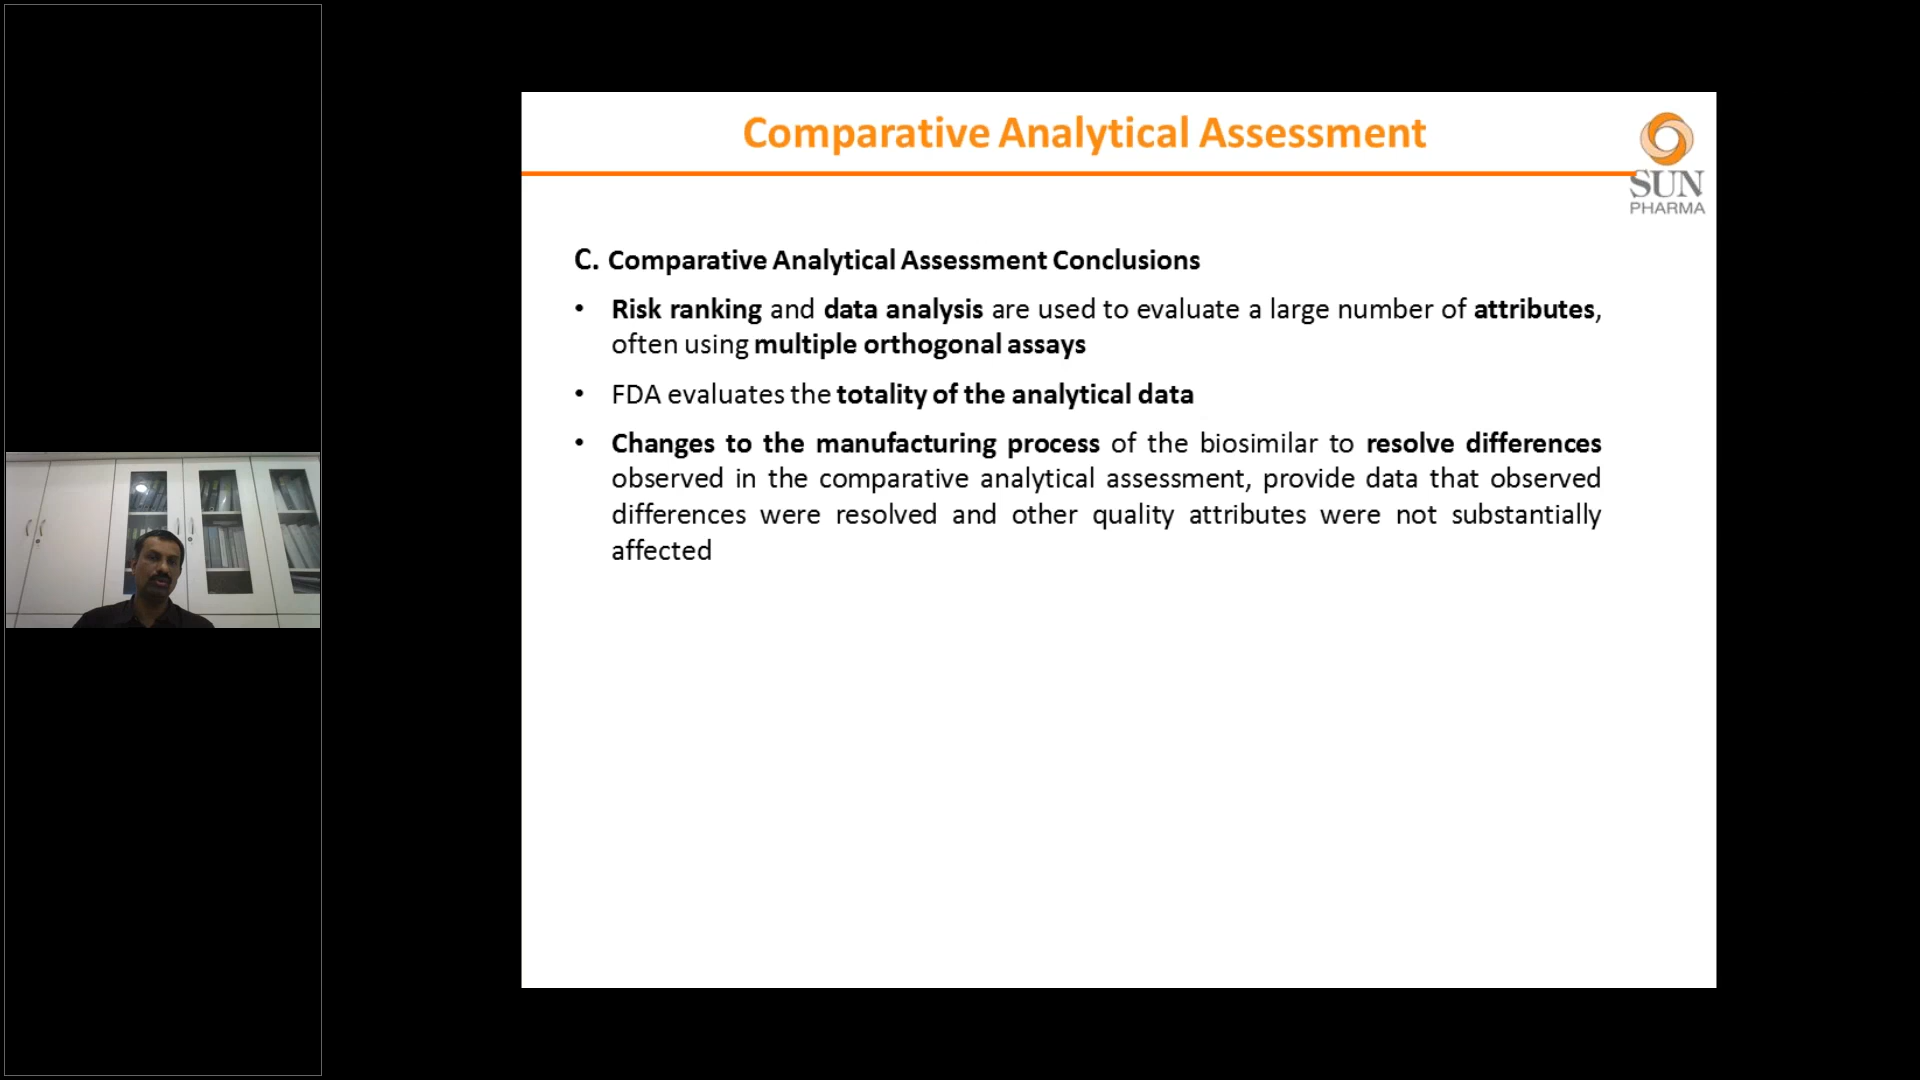 Comparative Analytical Assessment
SUN
PHARMA
C. Comparative Analytical Assessment Conclusions
• Risk ranking and data analysis are used to evaluate a large number of attributes,
often using multiple orthogonal assays
• FDA evaluates the totality of the analytical data
• Changes to the manufacturing process of the biosimilar to resolve differences
observed in the comparative analytical assessment, provide data that observed
differences were resolved and other quality attributes were not substantially
affected